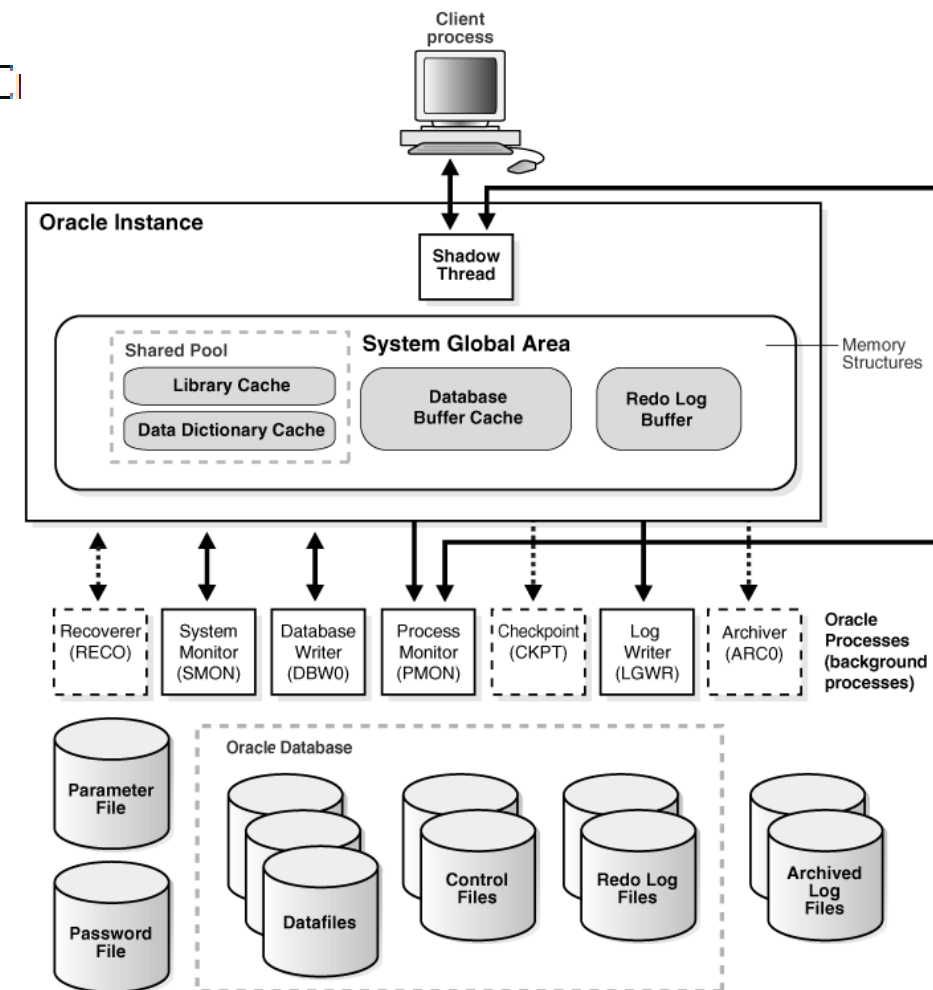 Client
process
Oracle Instance
Shadow
Thread
System Global Area
Shared Pool
Library Cache
Data Dictionary Cache
Database
Buffer Cache
Redo Log
Buffer
Memory
Structures
Recoverer
(RECO)
System
Monitor
(SMON)
Database
Writer
(DBW0)
Process
Monitor
(PMON)
Checkpoint
(CKPT)
Log
Writer
(LGWR)
Archiver
(ARC0)
Oracle
Processes
(background
processes)
Parameter
File
Password
File
Oracle Database
Datafiles
Control
Files
Redo Log
Files
Archived
Log
Files